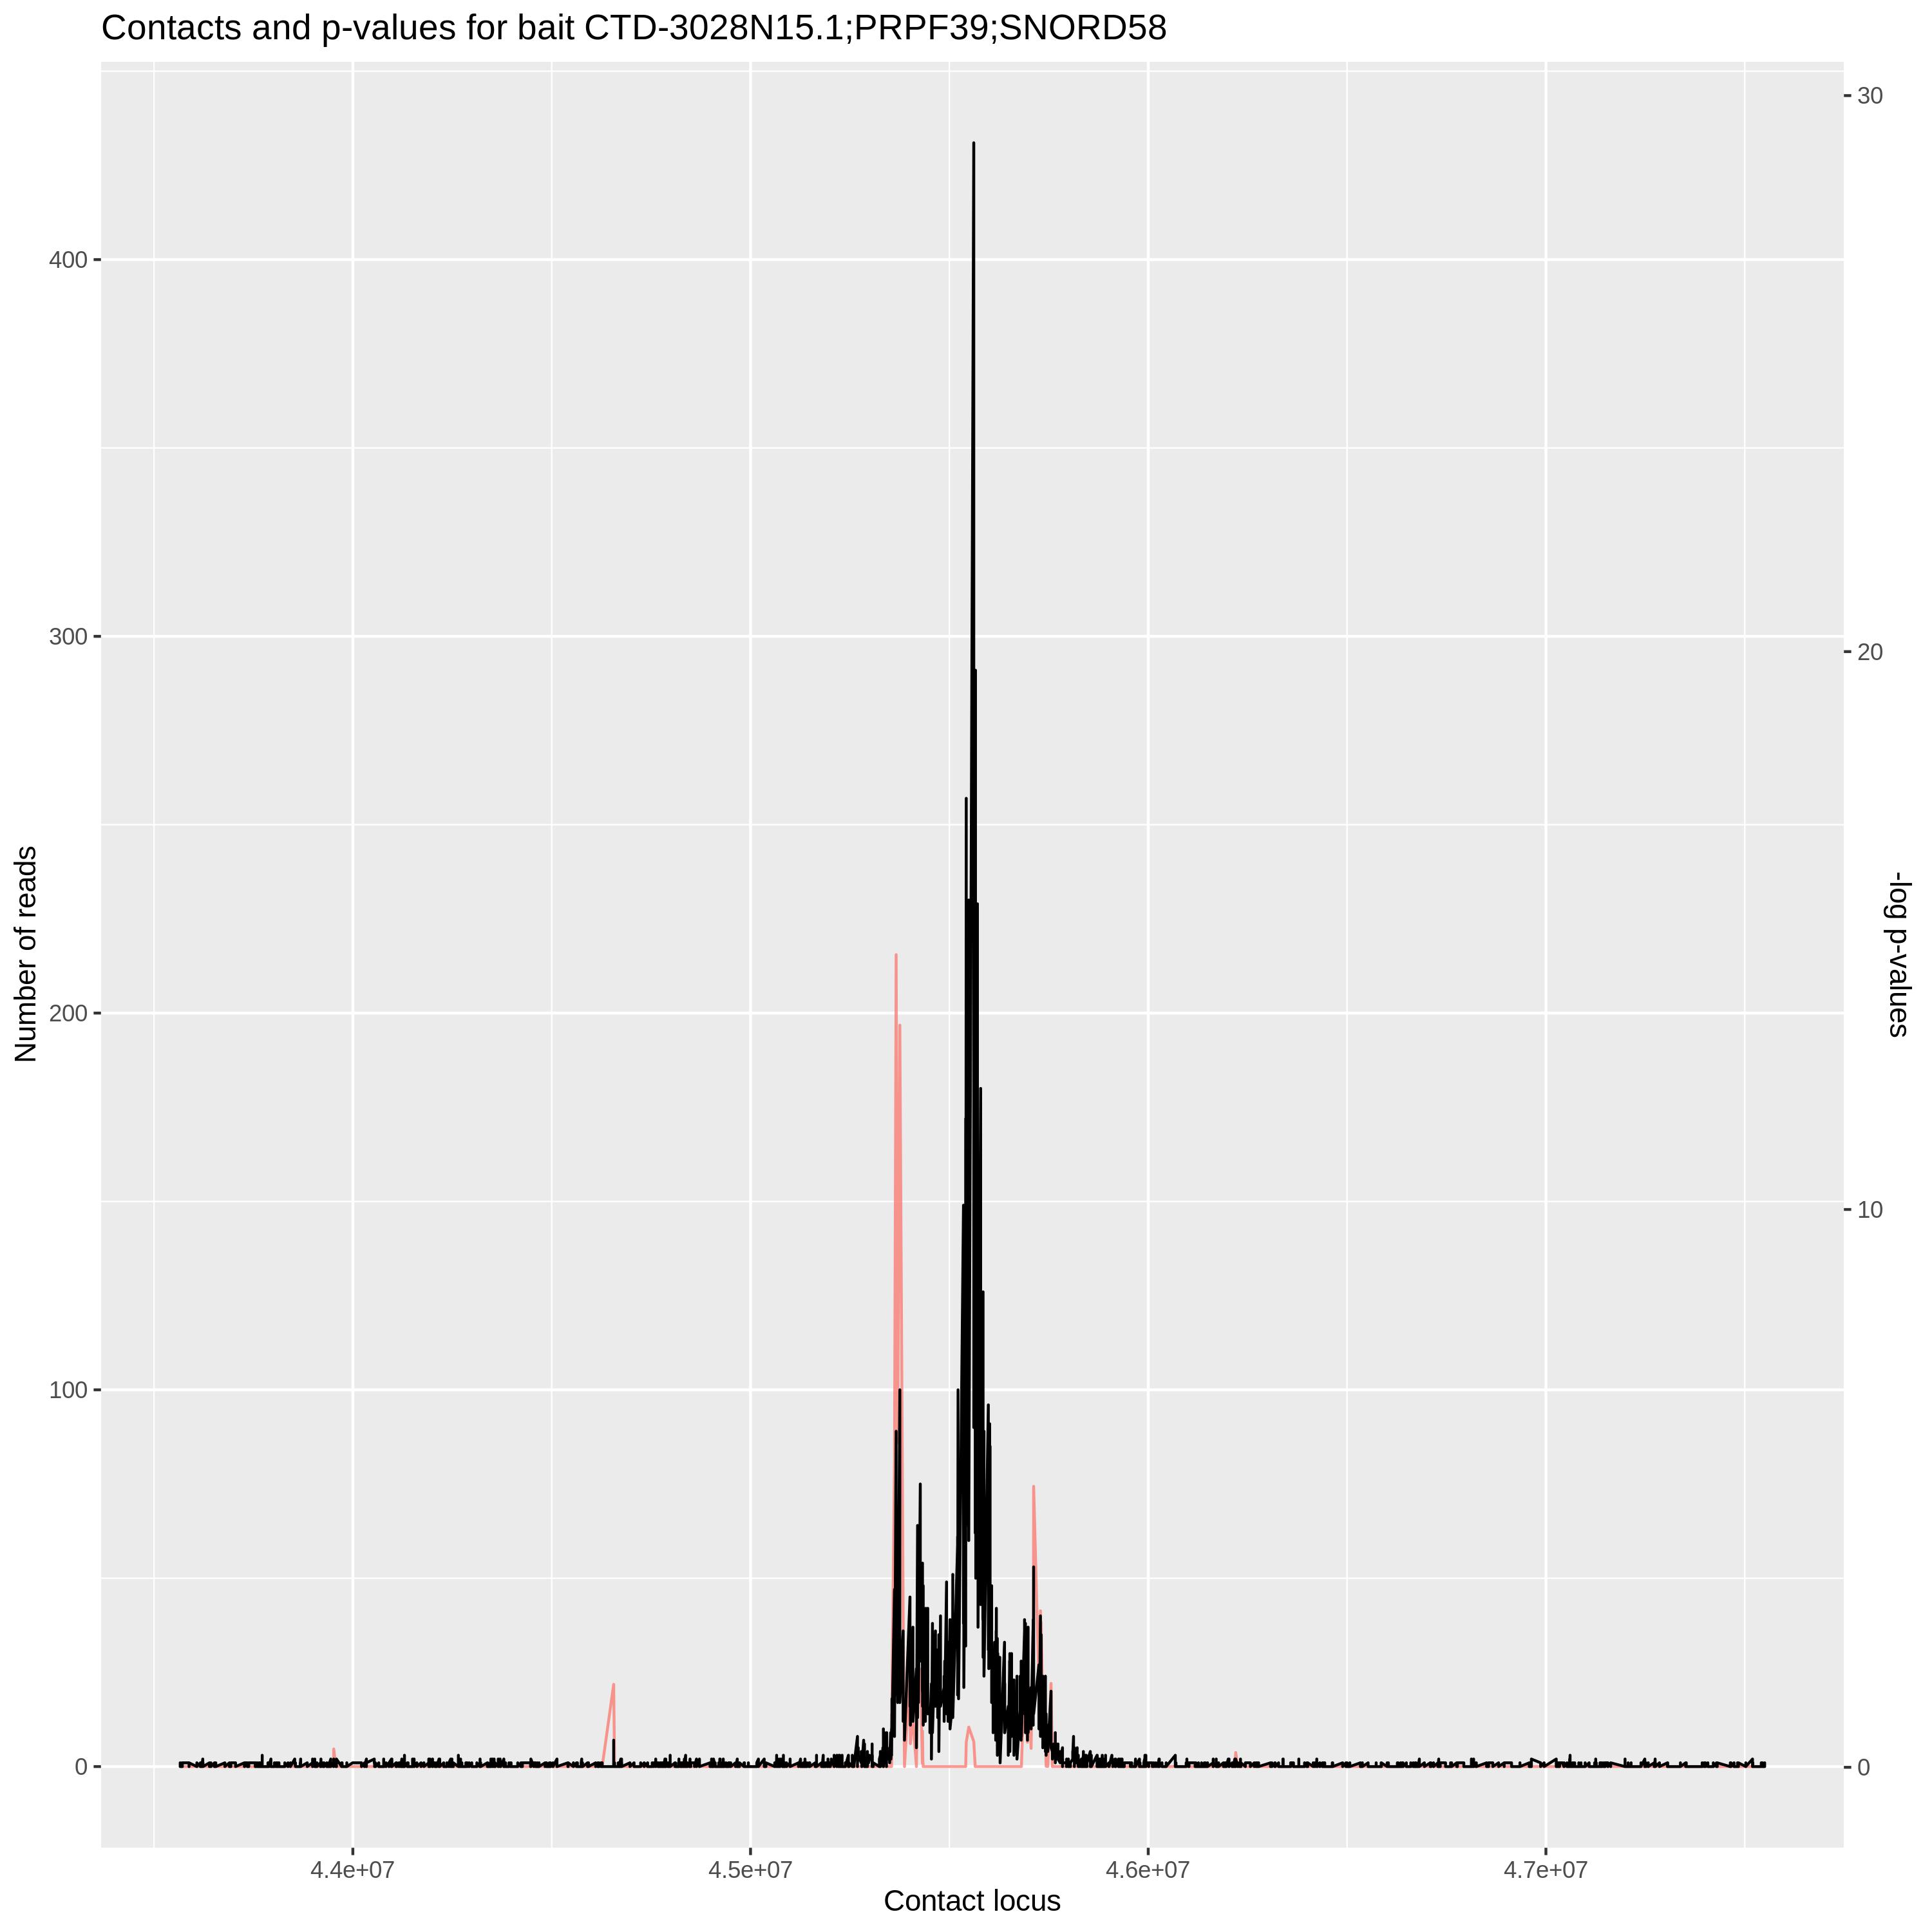 Contacts and p-values for bait CTD-3028N15.1;PRPF39;SNORD58
Number of reads
400
300
200
100
0
30
20
10
0
-log p-values
4.4e+07
4.5e+07
4.6e+07
4.7e+07
Contact locus